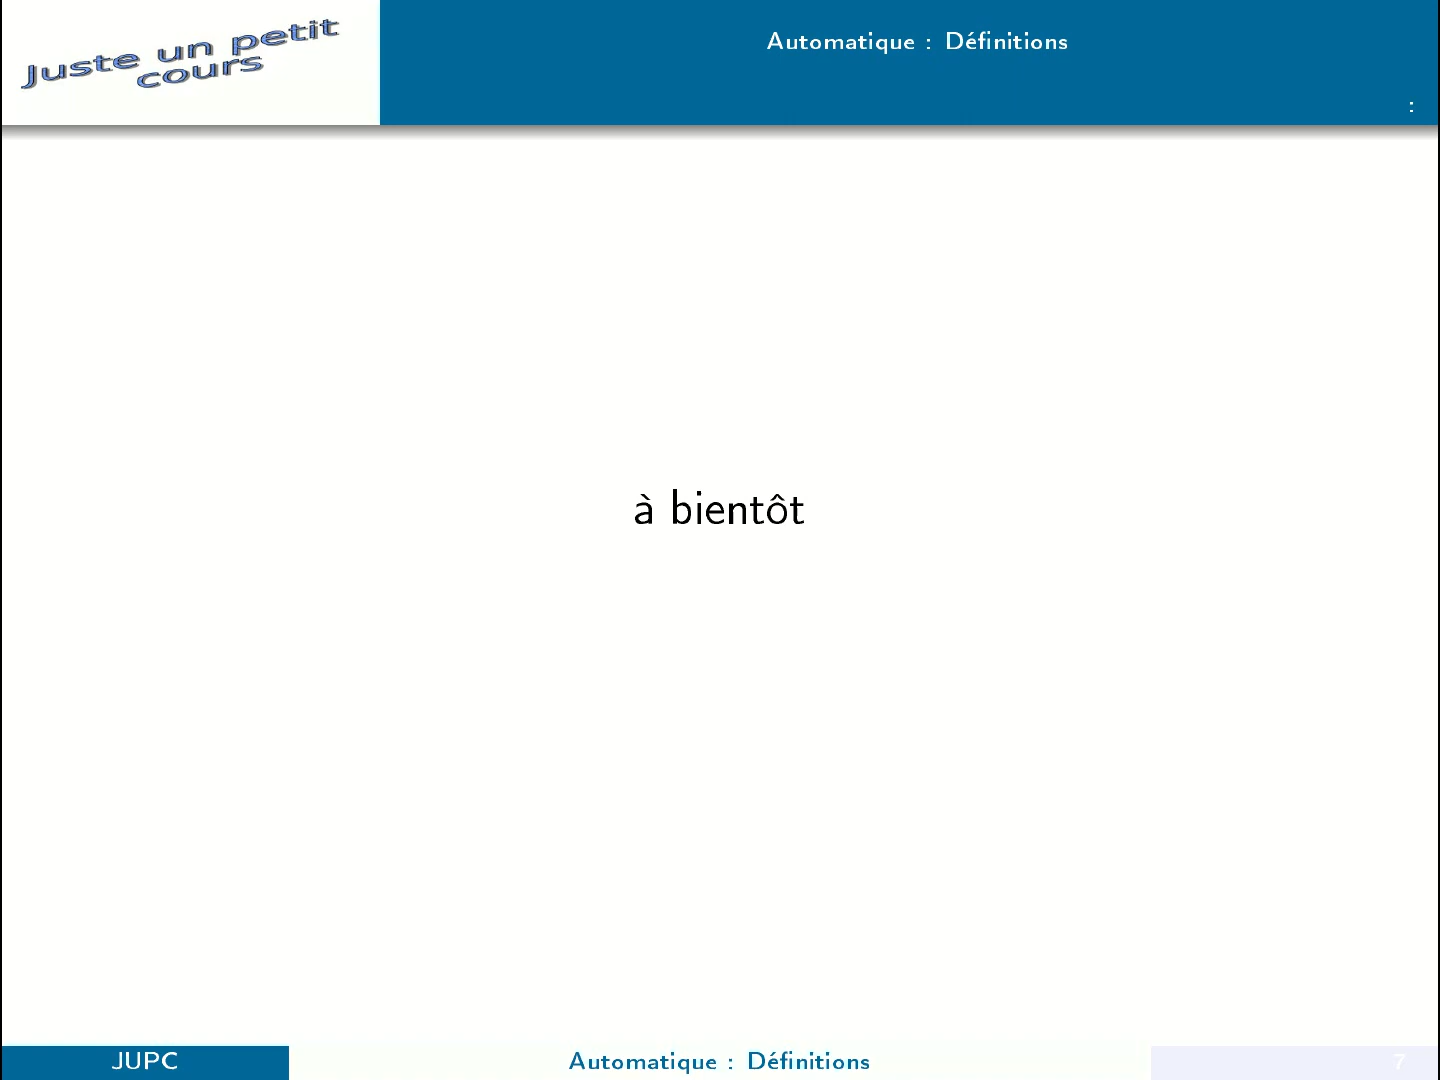 Juste un petit
cours
Automatique : Définitions
:
à bientôt
JUPC
Automatique : Définitions
7